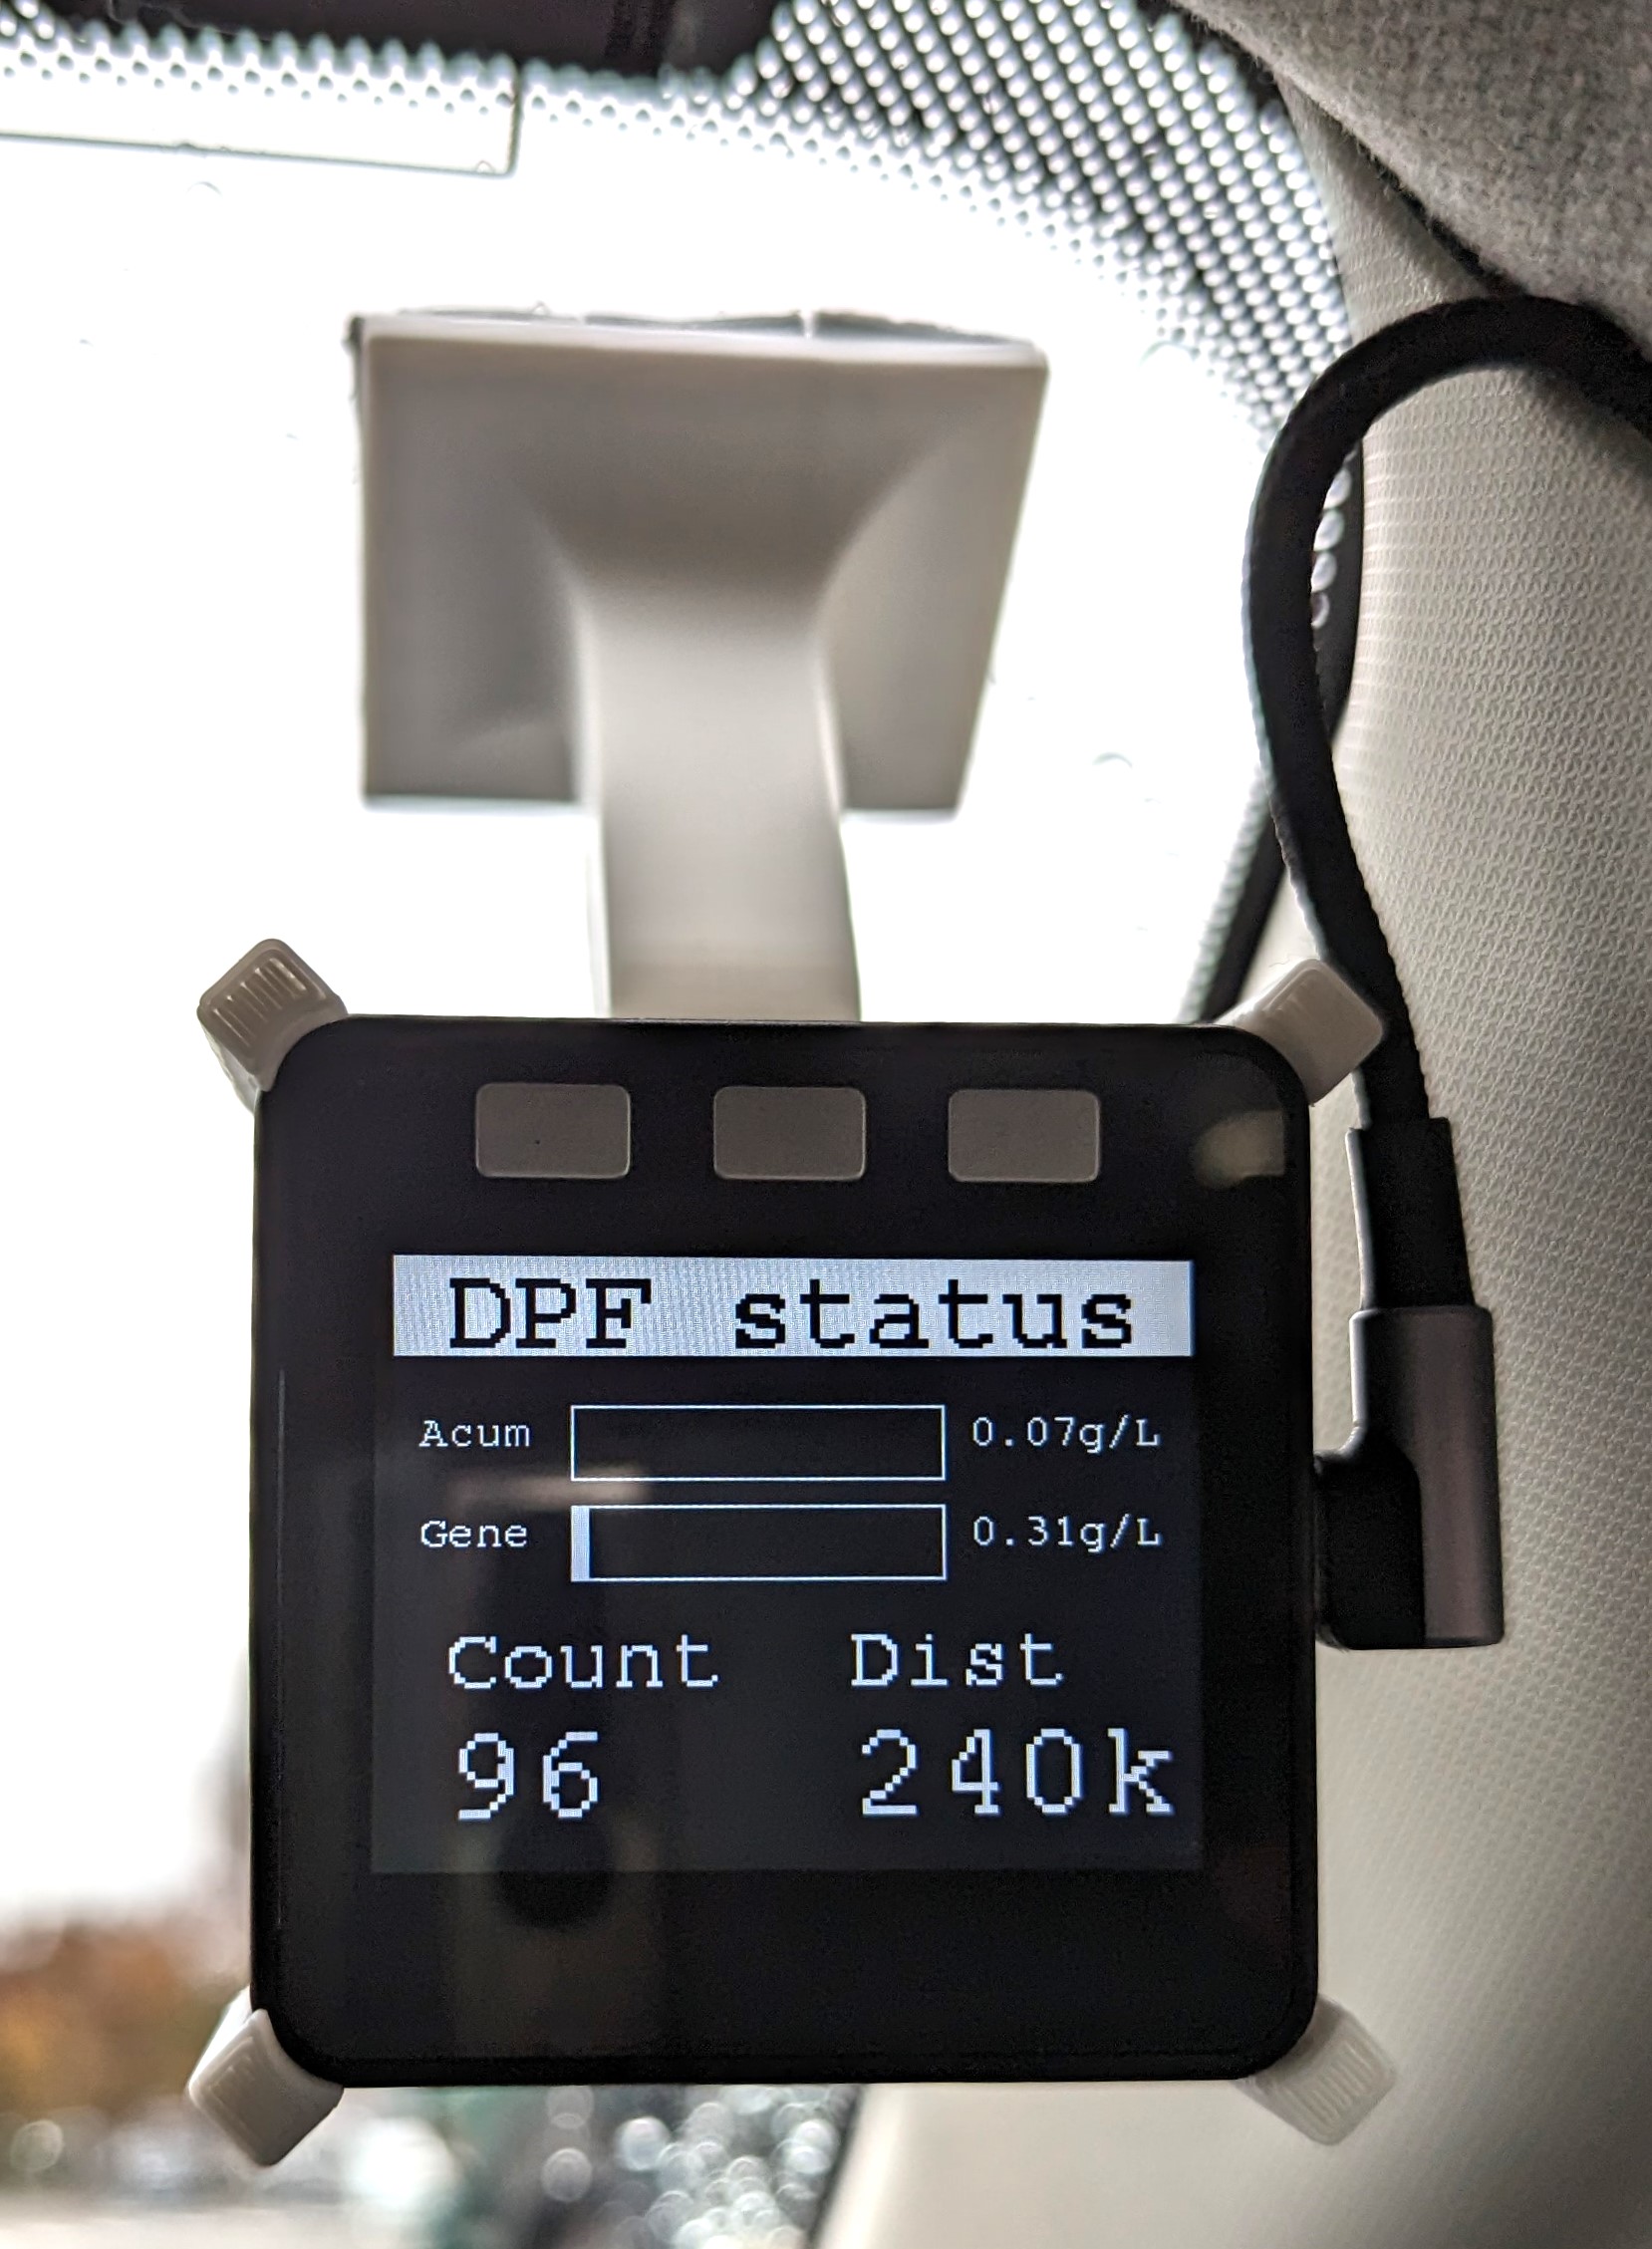 DPF status
Acum 0.07g/L
Gene 0.31g/L
Count Dist
96 240k